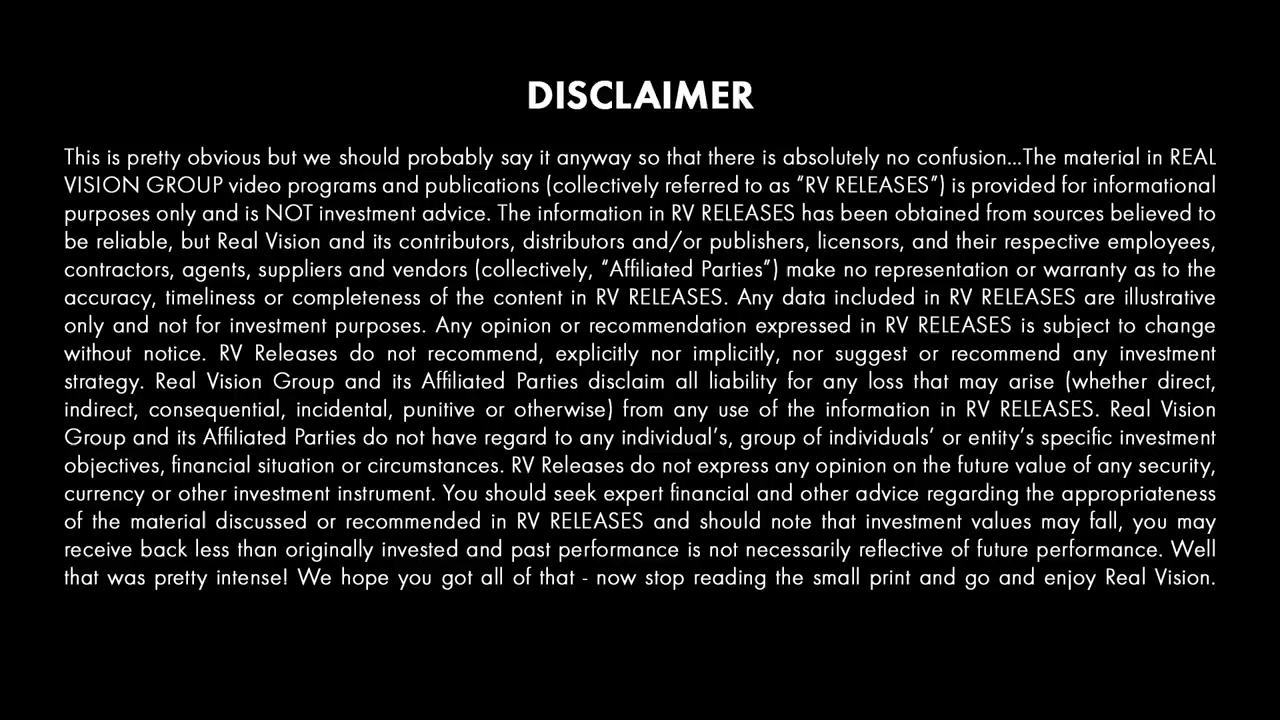 DISCLAIMER
This is pretty obvious but we should probably say it anyway so that there is absolutely no confusion...The material in REAL
VISION GROUP video programs and publications (collectively referred to as “RV RELEASES”) is provided for informational
purposes only and is NOT investment advice. The information in RV RELEASES has been obtained from sources believed to
be reliable, but Real Vision and its contributors, distributors and/or publishers, licensors, and their respective employees,
contractors, agents, suppliers and vendors (collectively, “Affiliated Parties”) make no representation or warranty as to the
accuracy, timeliness or completeness of the content in RV RELEASES. Any data included in RV RELEASES are illustrative
only and not for investment purposes. Any opinion or recommendation expressed in RV RELEASES is subject to change
without notice. RV Releases do not recommend, explicitly nor implicitly, nor suggest or recommend any investment
strategy. Real Vision Group and its Affiliated Parties disclaim all liability for any loss that may arise (whether direct,
indirect, consequential, incidental, punitive or otherwise) from any use of the information in RV RELEASES. Real Vision
Group and its Affiliated Parties do not have regard to any individual’s, group of individuals’ or entity’s specific investment
objectives, financial situation or circumstances. RV Releases do not express any opinion on the future value of any security,
currency or other investment instrument. You should seek expert financial and other advice regarding the appropriateness
of the material discussed or recommended in RV RELEASES and should note that investment values may fall, you may
receive back less than originally invested and past performance is not necessarily reflective of future performance. Well
that was pretty intense! We hope you got all of that - now stop reading the small print and go and enjoy Real Vision.